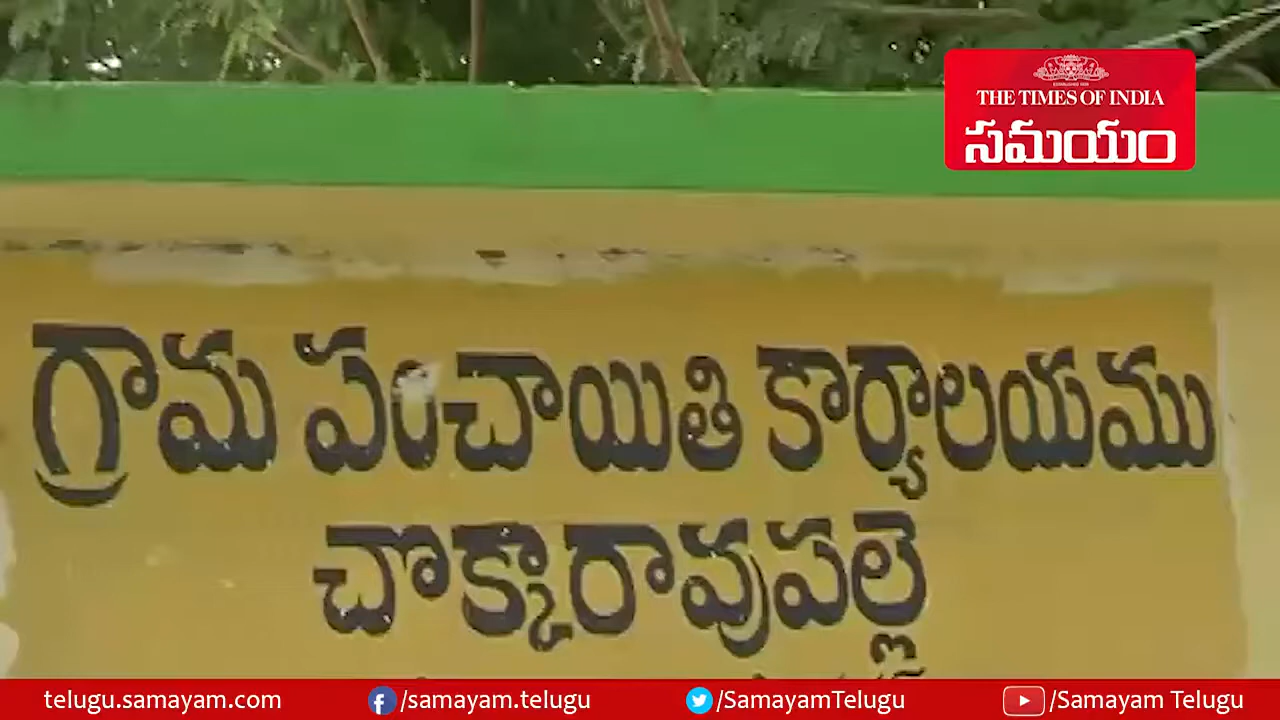 THE TIMES OF INDIA
సమయం
గ్రామ పంచాయితి కార్యాలయము
చొక్కారావుపల్లె
telugu.samayam.com
/samayam.telugu
/SamayamTelugu
/Samayam Telugu